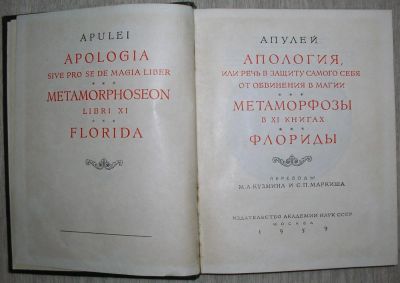 APULEI
APOLOGIA
SIVE PRO SE DE MAGIA LIBER
METAMORPHOSEON
LIBRI XI
FLORIDA
АПУЛЕЙ
АПОЛОГИЯ,
ИЛИ РЕЧЬ В ЗАЩИТУ САМОГО СЕБЯ
ОТ ОБВИНЕНИЯ В МАГИИ
МЕТАМОРФОЗЫ
В XI КНИГАХ
ФЛОРИДЫ
ПЕРЕВОДЫ
М. А. КУЗМИНА И С. П. МАРКИША
ИЗДАТЕЛЬСТВО АКАДЕМИИ НАУК СССР
МОСКВА
1959